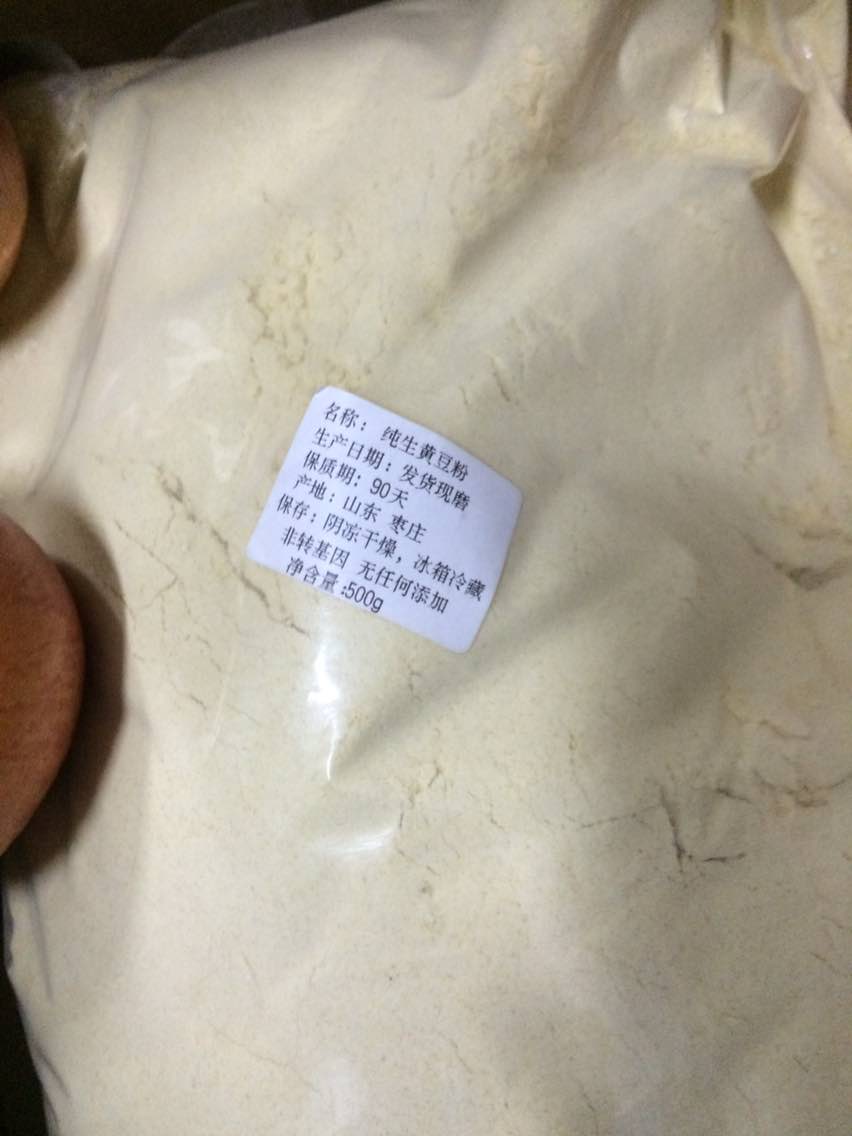 名称： 纯生黄豆粉
生产日期：发货现磨
保质期：90天
产地：山东 枣庄
保存：阴凉干燥，冰箱冷藏
非转基因 无任何添加
净含量:500g